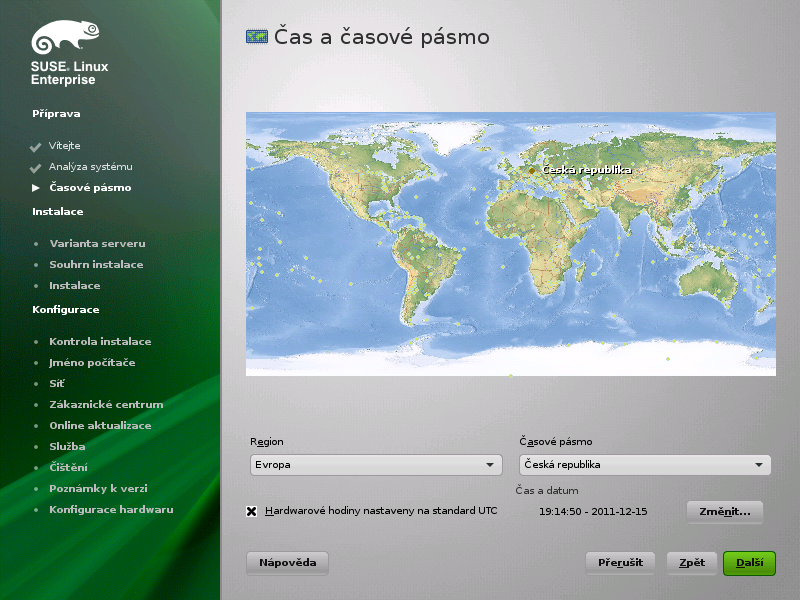 SUSE. Linux
Enterprise
Příprava
Vítejte
Analýza systému
Časové pásmo
Instalace
Varianta serveru
Souhrn instalace
Instalace
Konfigurace
Kontrola instalace
Jméno počítače
Síť
Zákaznické centrum
Online aktualizace
Služba
Čištění
Poznámky k verzi
Konfigurace hardwaru
Čas a časové pásmo
Česká republika
Region
Časové pásmo
Evropa
Česká republika
Čas a datum
Hardwarové hodiny nastaveny na standard UTC
19:14:50 - 2011-12-15
Změnit...
Nápověda
Přerušit
Zpět
Další